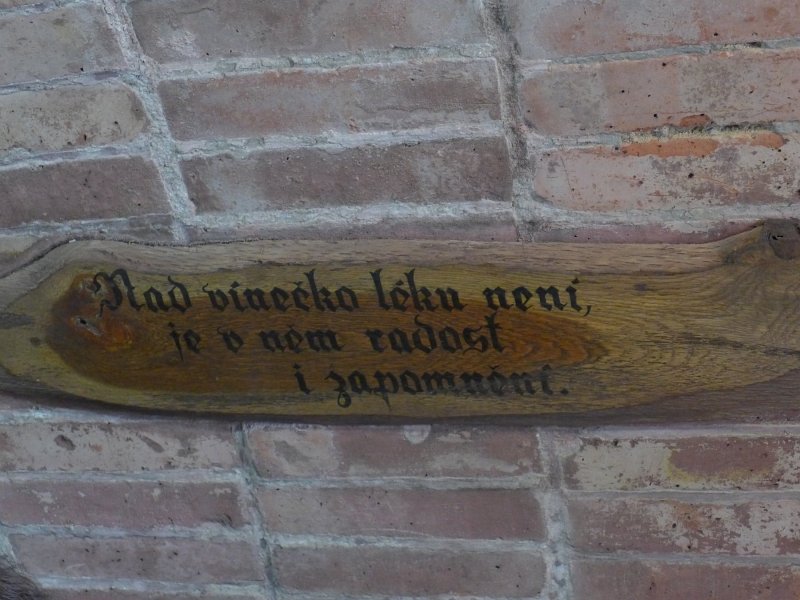 Nad vínečko léku není,
je v něm radost
i zapomnění.